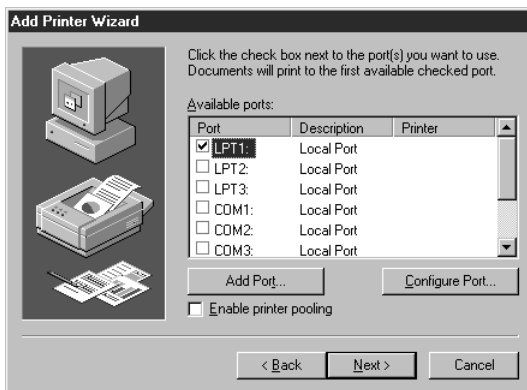 Add Printer Wizard
Click the check box next to the port(s) you want to use.
Documents will print to the first available checked port.
Available ports:
Port Description Printer
LPT1: Local Port
LPT2: Local Port
LPT3: Local Port
COM1: Local Port
COM2: Local Port
COM3: Local Port
Add Port... Configure Port...
Enable printer pooling
< Back Next > Cancel